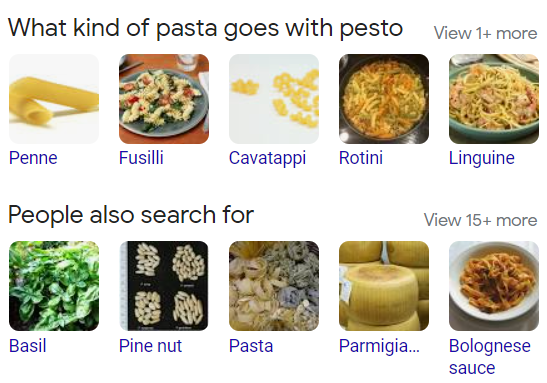 What kind of pasta goes with pesto
View 1+ more
Penne
Fusilli
Cavatappi
Rotini
Linguine
People also search for
View 15+ more
Basil
Pine nut
Pasta
Parmigia...
Bolognese
sauce